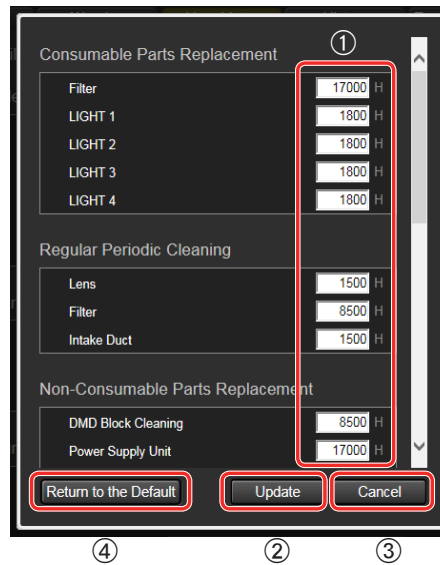 ①
Consumable Parts Replacement
Filter 17000 H
LIGHT 1 1800 H
LIGHT 2 1800 H
LIGHT 3 1800 H
LIGHT 4 1800 H
Regular Periodic Cleaning
Lens 1500 H
Filter 8500 H
Intake Duct 1500 H
Non-Consumable Parts Replacement
DMD Block Cleaning 8500 H
Power Supply Unit 17000 H
Return to the Default Update Cancel
④ ② ③